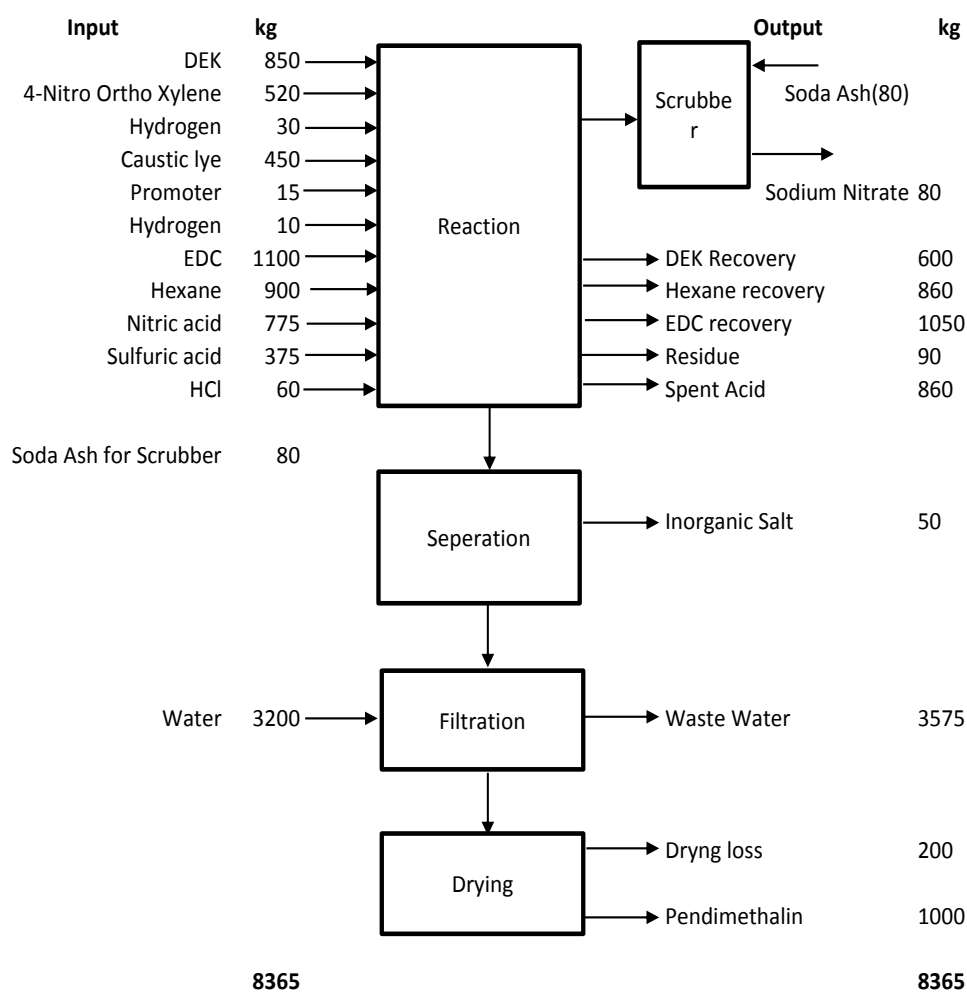 Input kg Output kg
DEK 850
4-Nitro Ortho Xylene 520
Hydrogen 30
Caustic lye 450
Promoter 15
Hydrogen 10
EDC 1100
Hexane 900
Nitric acid 775
Sulfuric acid 375
HCl 60
Soda Ash for Scrubber 80
Reaction
Scrubbe
r
Soda Ash(80)
Sodium Nitrate 80
DEK Recovery 600
Hexane recovery 860
EDC recovery 1050
Residue 90
Spent Acid 860
Seperation
Inorganic Salt 50
Water 3200
Filtration
Waste Water 3575
Drying
Dryng loss 200
Pendimethalin 1000
8365 8365